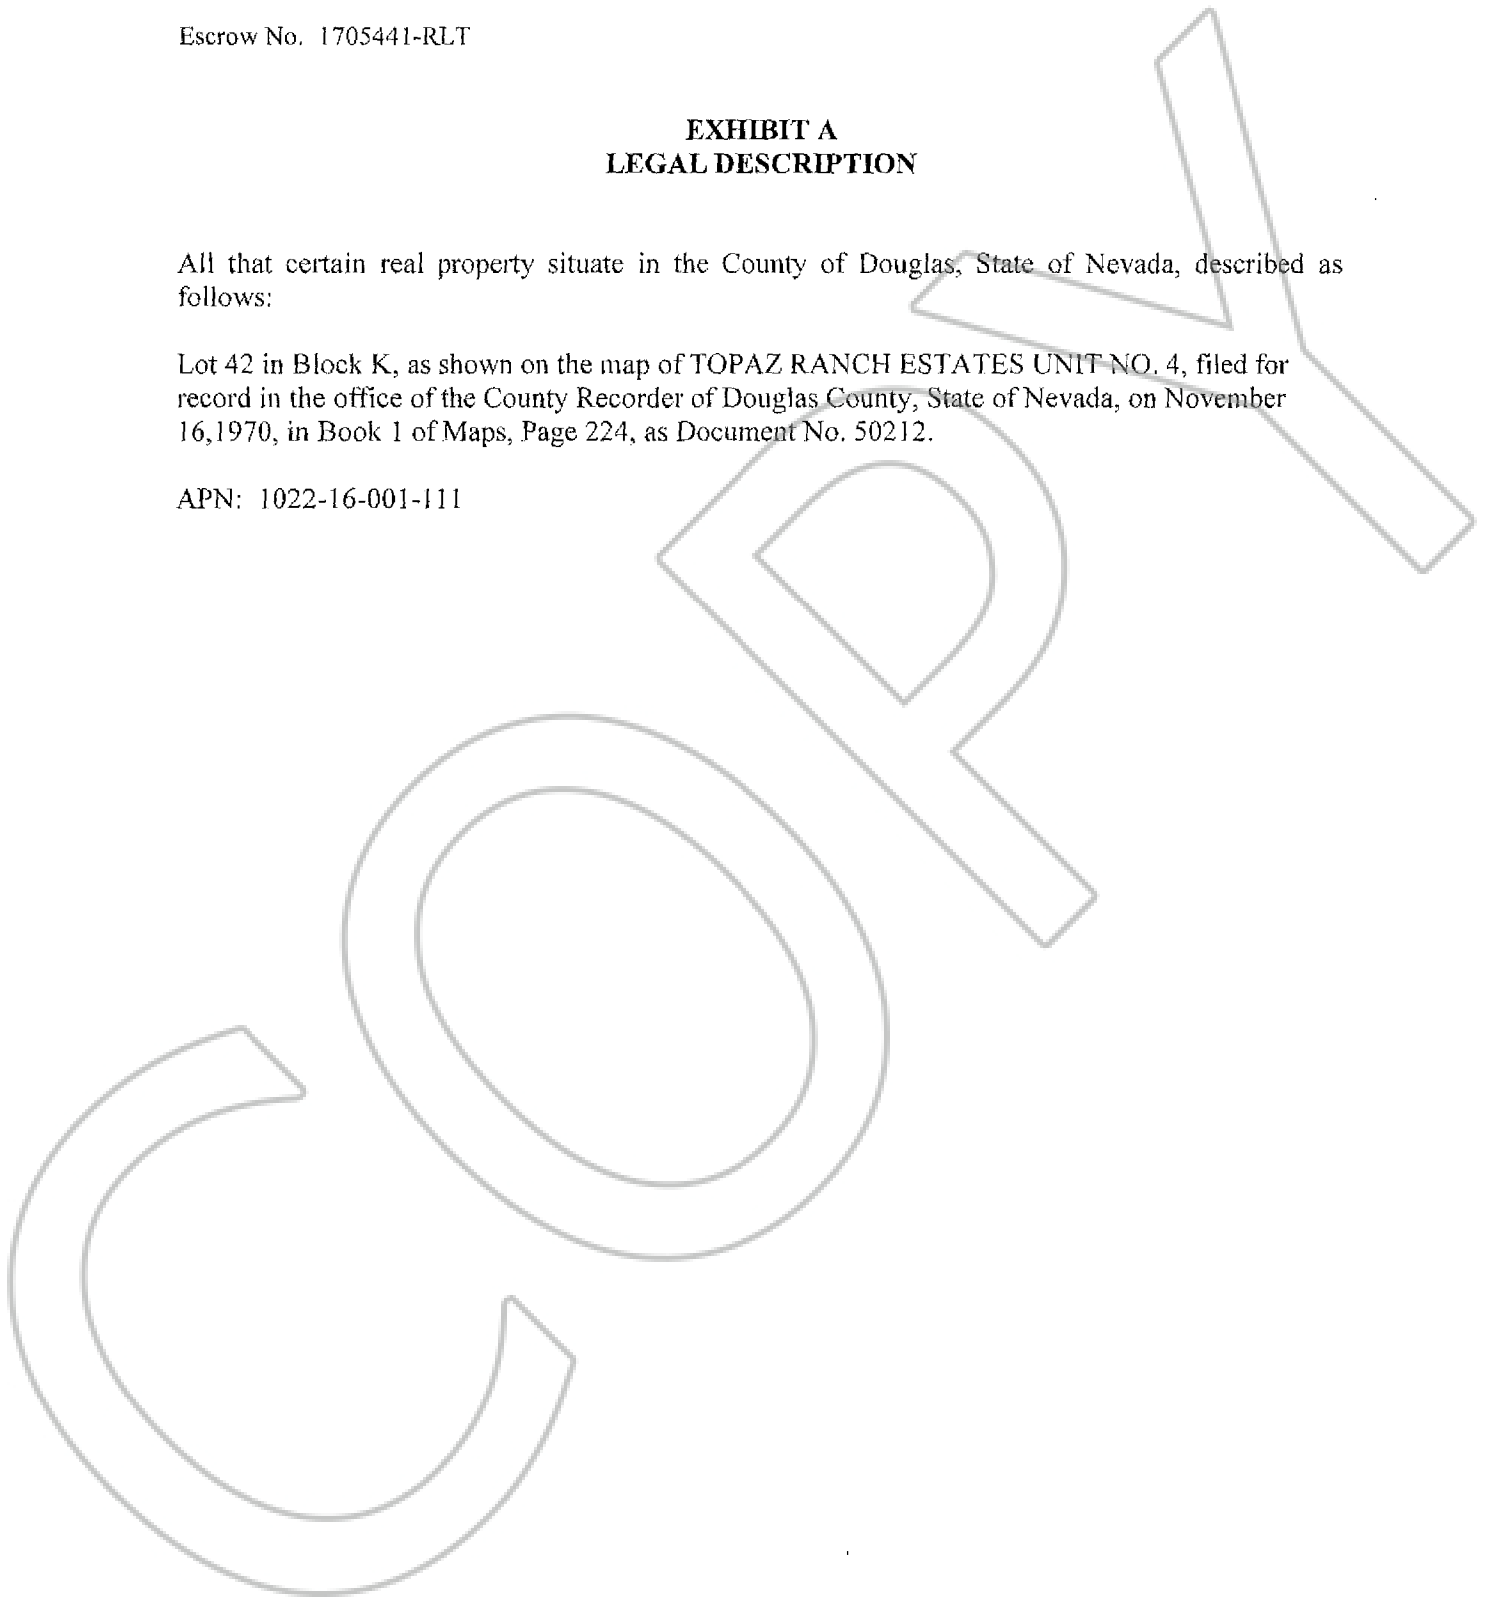 Escrow No. 1705441-RLT
EXHIBIT A
LEGAL DESCRIPTION
All that certain real property situate in the County of Douglas, State of Nevada, described as
follows:
Lot 42 in Block K, as shown on the map of TOPAZ RANCH ESTATES UNIT NO. 4, filed for
record in the office of the County Recorder of Douglas County, State of Nevada, on November
16,1970, in Book 1 of Maps, Page 224, as Document No. 50212.
APN: 1022-16-001-111
COPY